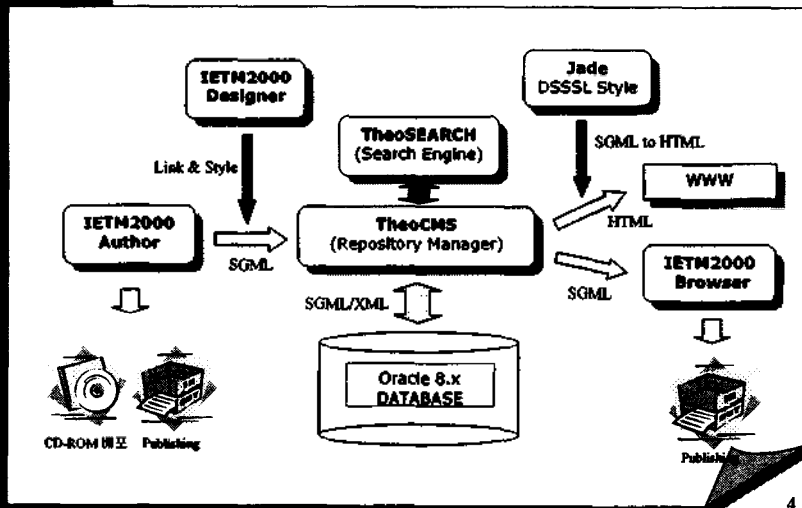 IETM2000
Designer
Jade
DSSSL Style
TheoSEARCH
(Search Engine)
SGML to HTML
Link & Style
WWW
IETM2000
Author
TheoCMS
(Repository Manager)
HTML
SGML
IETM2000
Browser
SGML
SGML/XML
Oracle 8.x
DATABASE
CD-ROM 배포
Publishing
Publishing
4